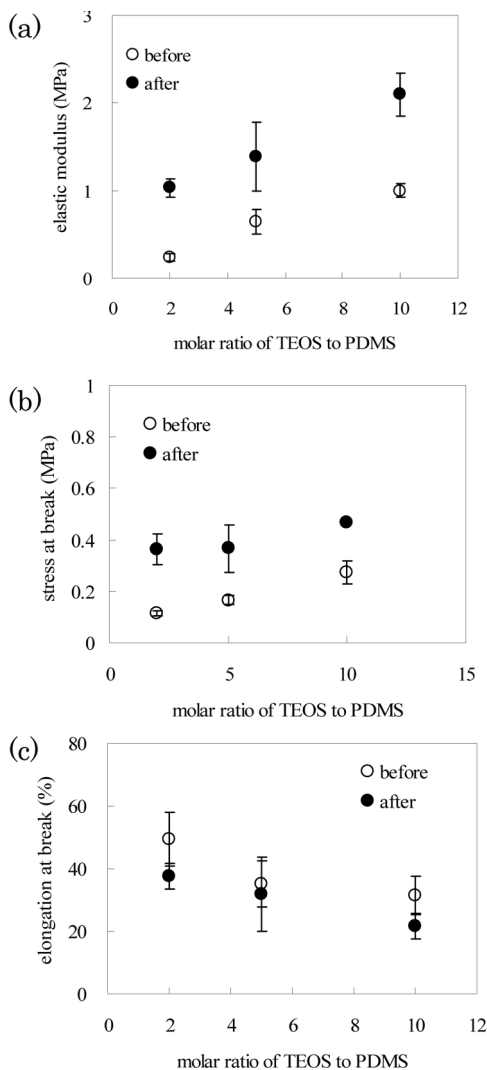 (a)
3
2
1
0
elastic modulus (MPa)
before
after
0 2 4 6 8 10 12
molar ratio of TEOS to PDMS
(b)
1
0.8
0.6
0.4
0.2
0
stress at break (MPa)
before
after
0 5 10 15
molar ratio of TEOS to PDMS
(c)
80
60
40
20
0
elongation at break (%)
before
after
0 2 4 6 8 10 12
molar ratio of TEOS to PDMS